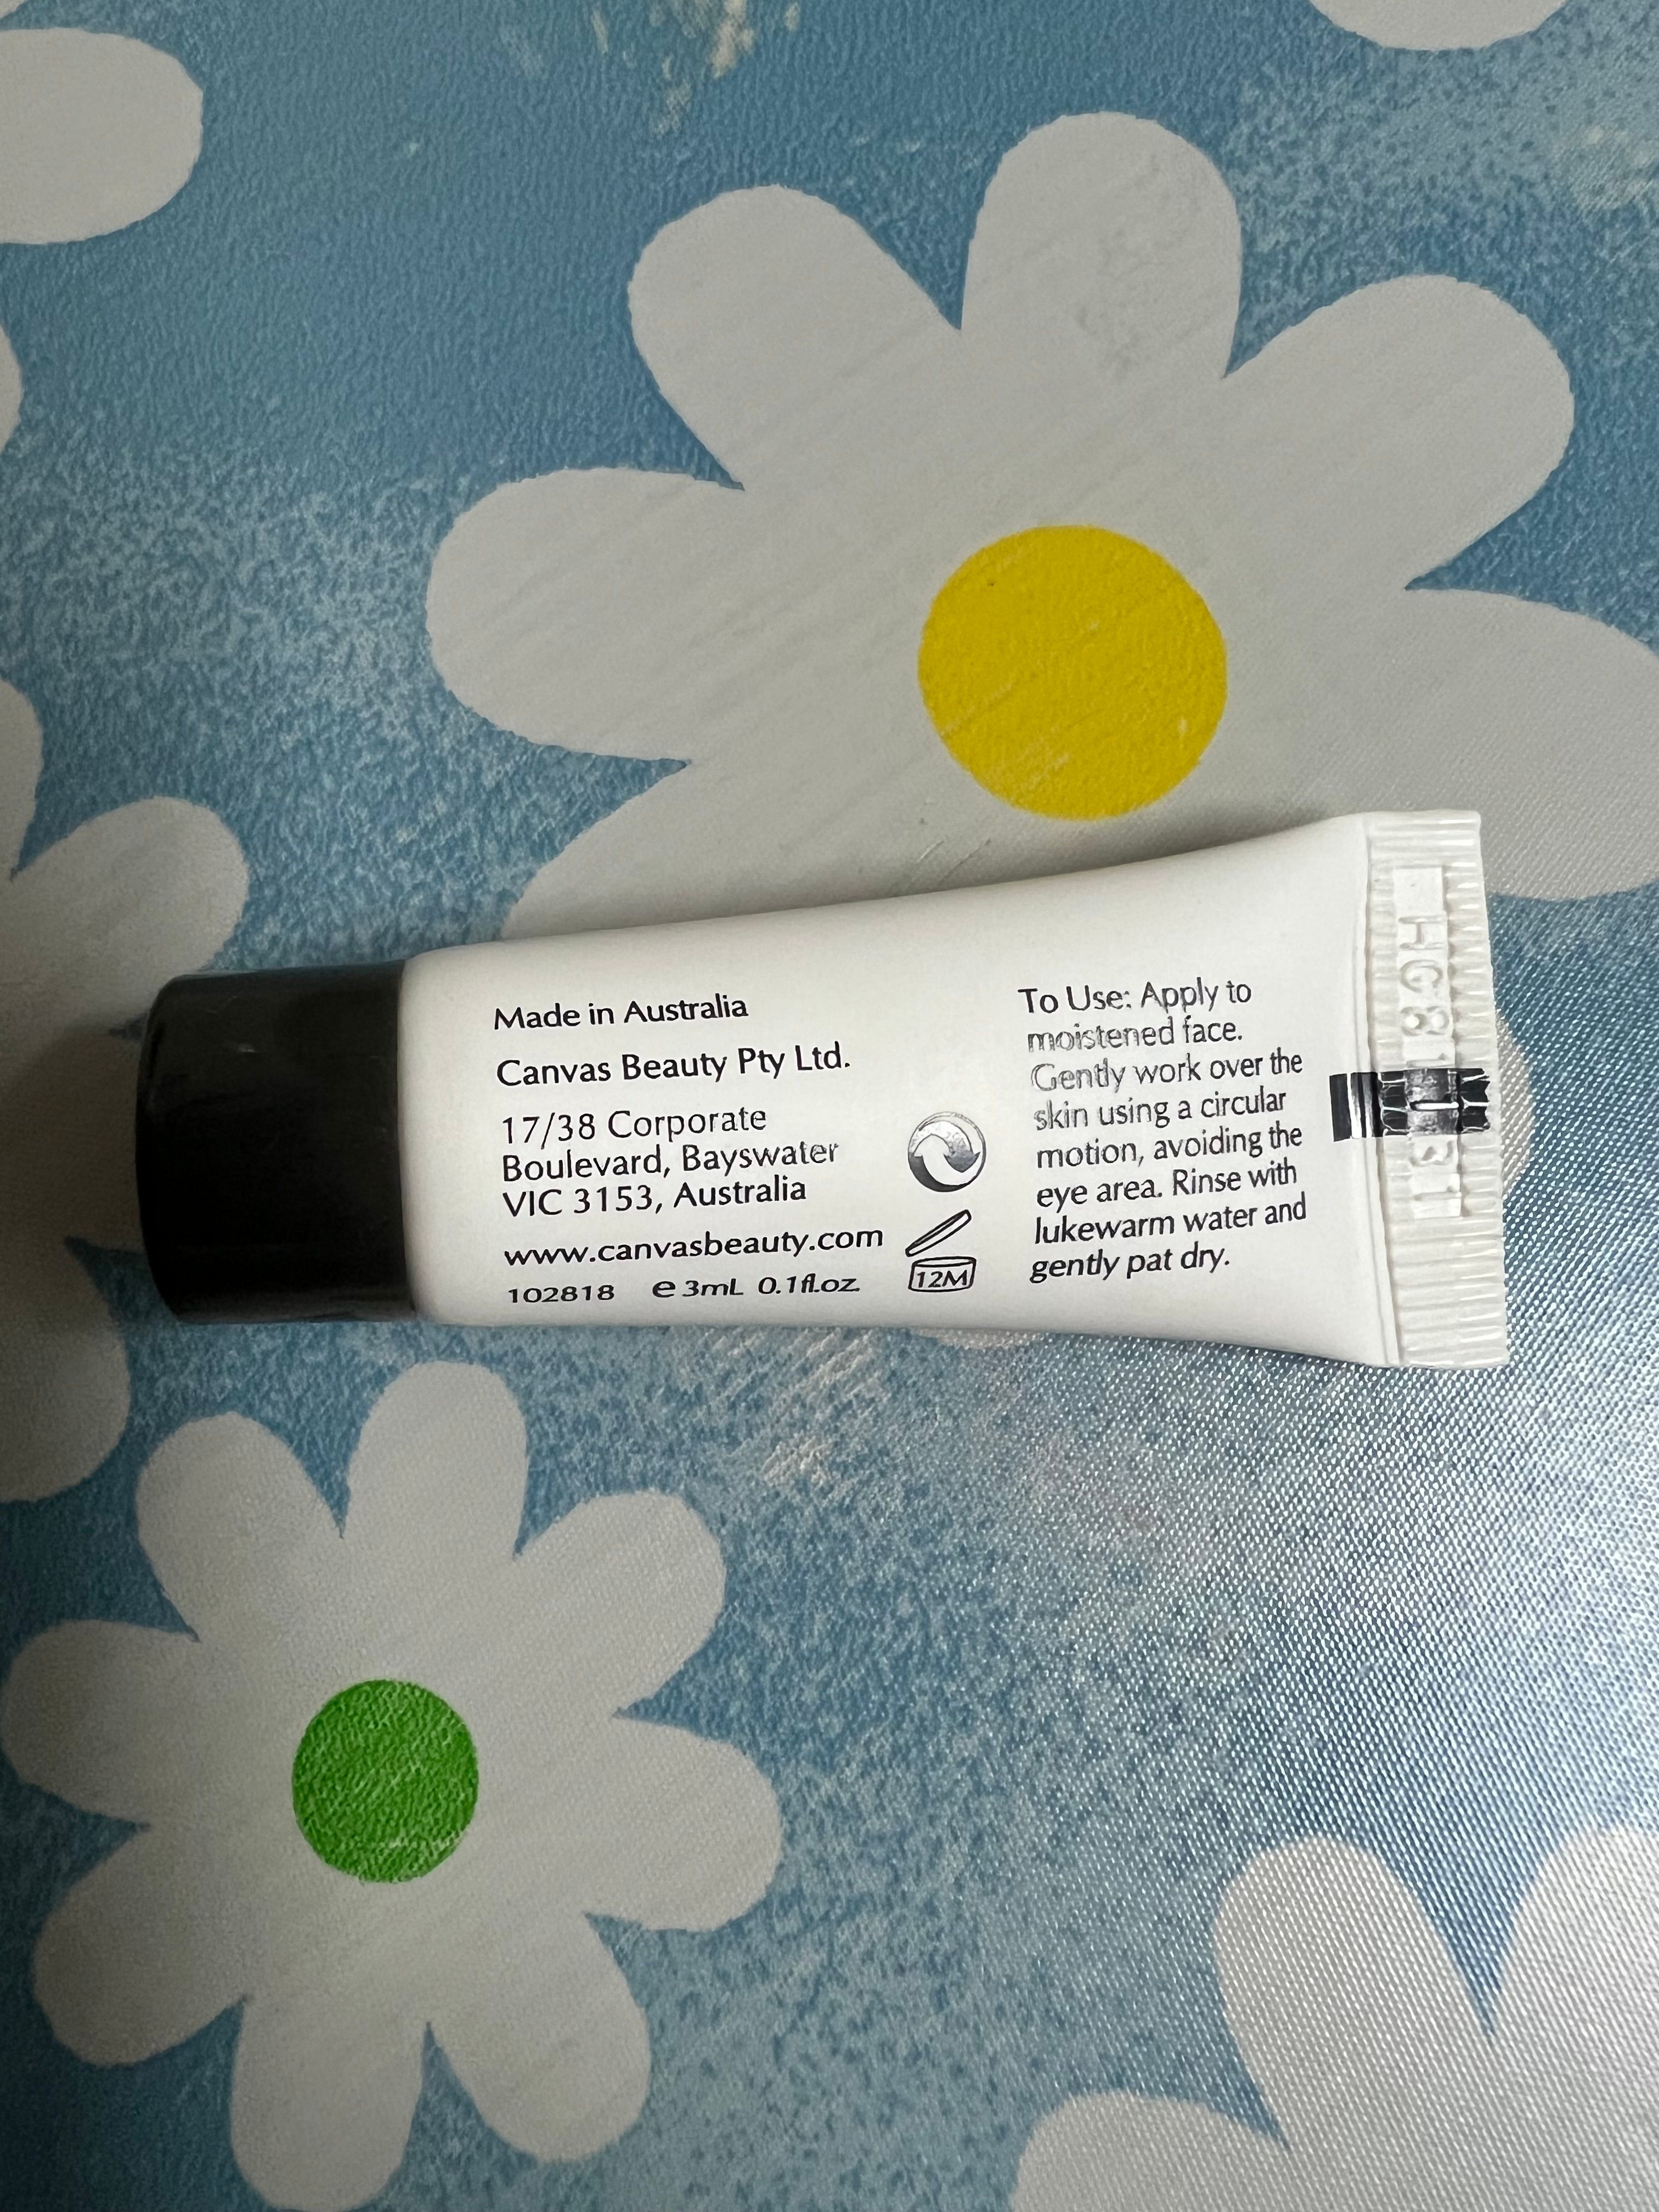 Made in Australia
Canvas Beauty Pty Ltd.
17/38 Corporate
Boulevard, Bayswater
VIC 3153, Australia
www.canvasbeauty.com
102818 e 3mL 0.1fl.oz.
12M
To Use: Apply to
moistened face.
Gently work over the
skin using a circular
motion, avoiding the
eye area. Rinse with
lukewarm water and
gently pat dry.